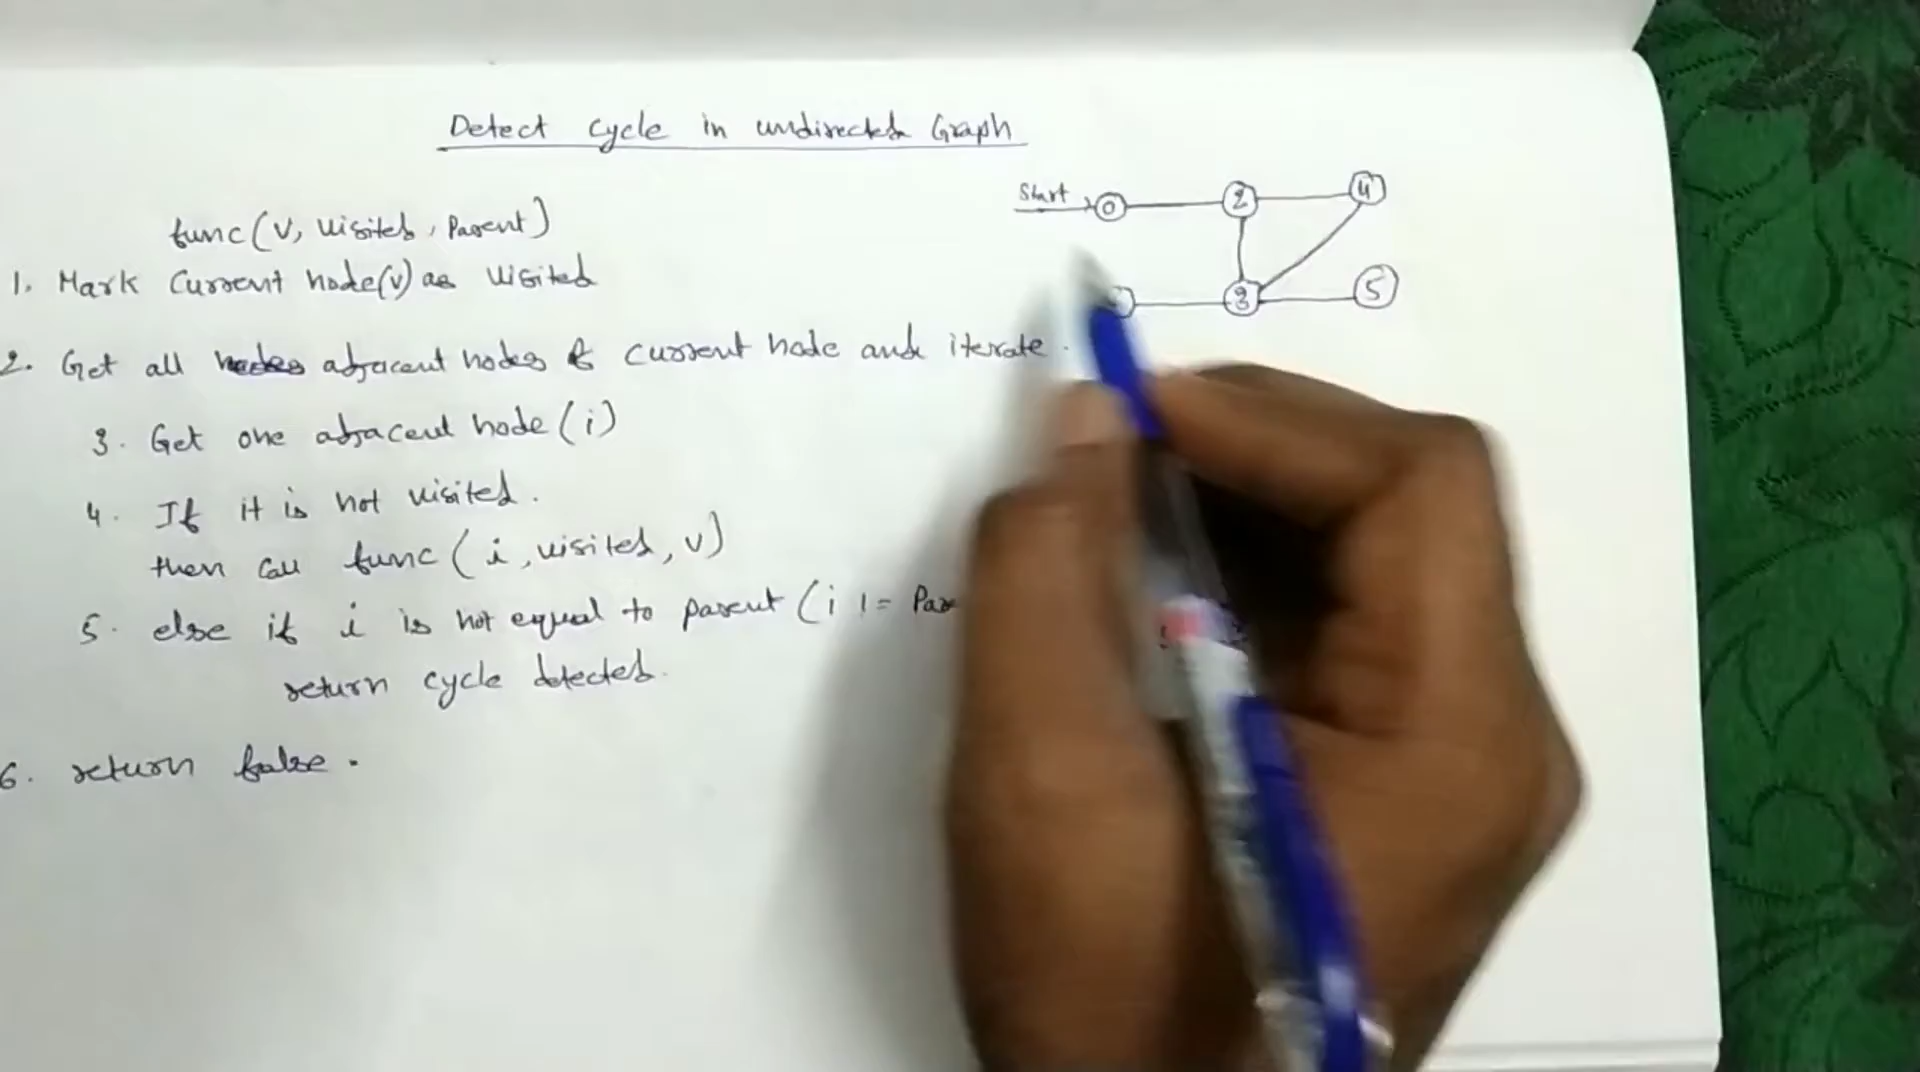 Detect cycle in undirected Graph
func(v, visited, Parent)
1. Mark Current node(v) as visited
2. Get all adjacent nodes of current node and iterate.
3. Get one adjacent node (i)
4. If it is not visited.
then call func(i, visited, v)
5. else if i is not equal to parent (i != Par
return cycle detected.
6. return false.
Start
0 2 4
3 5